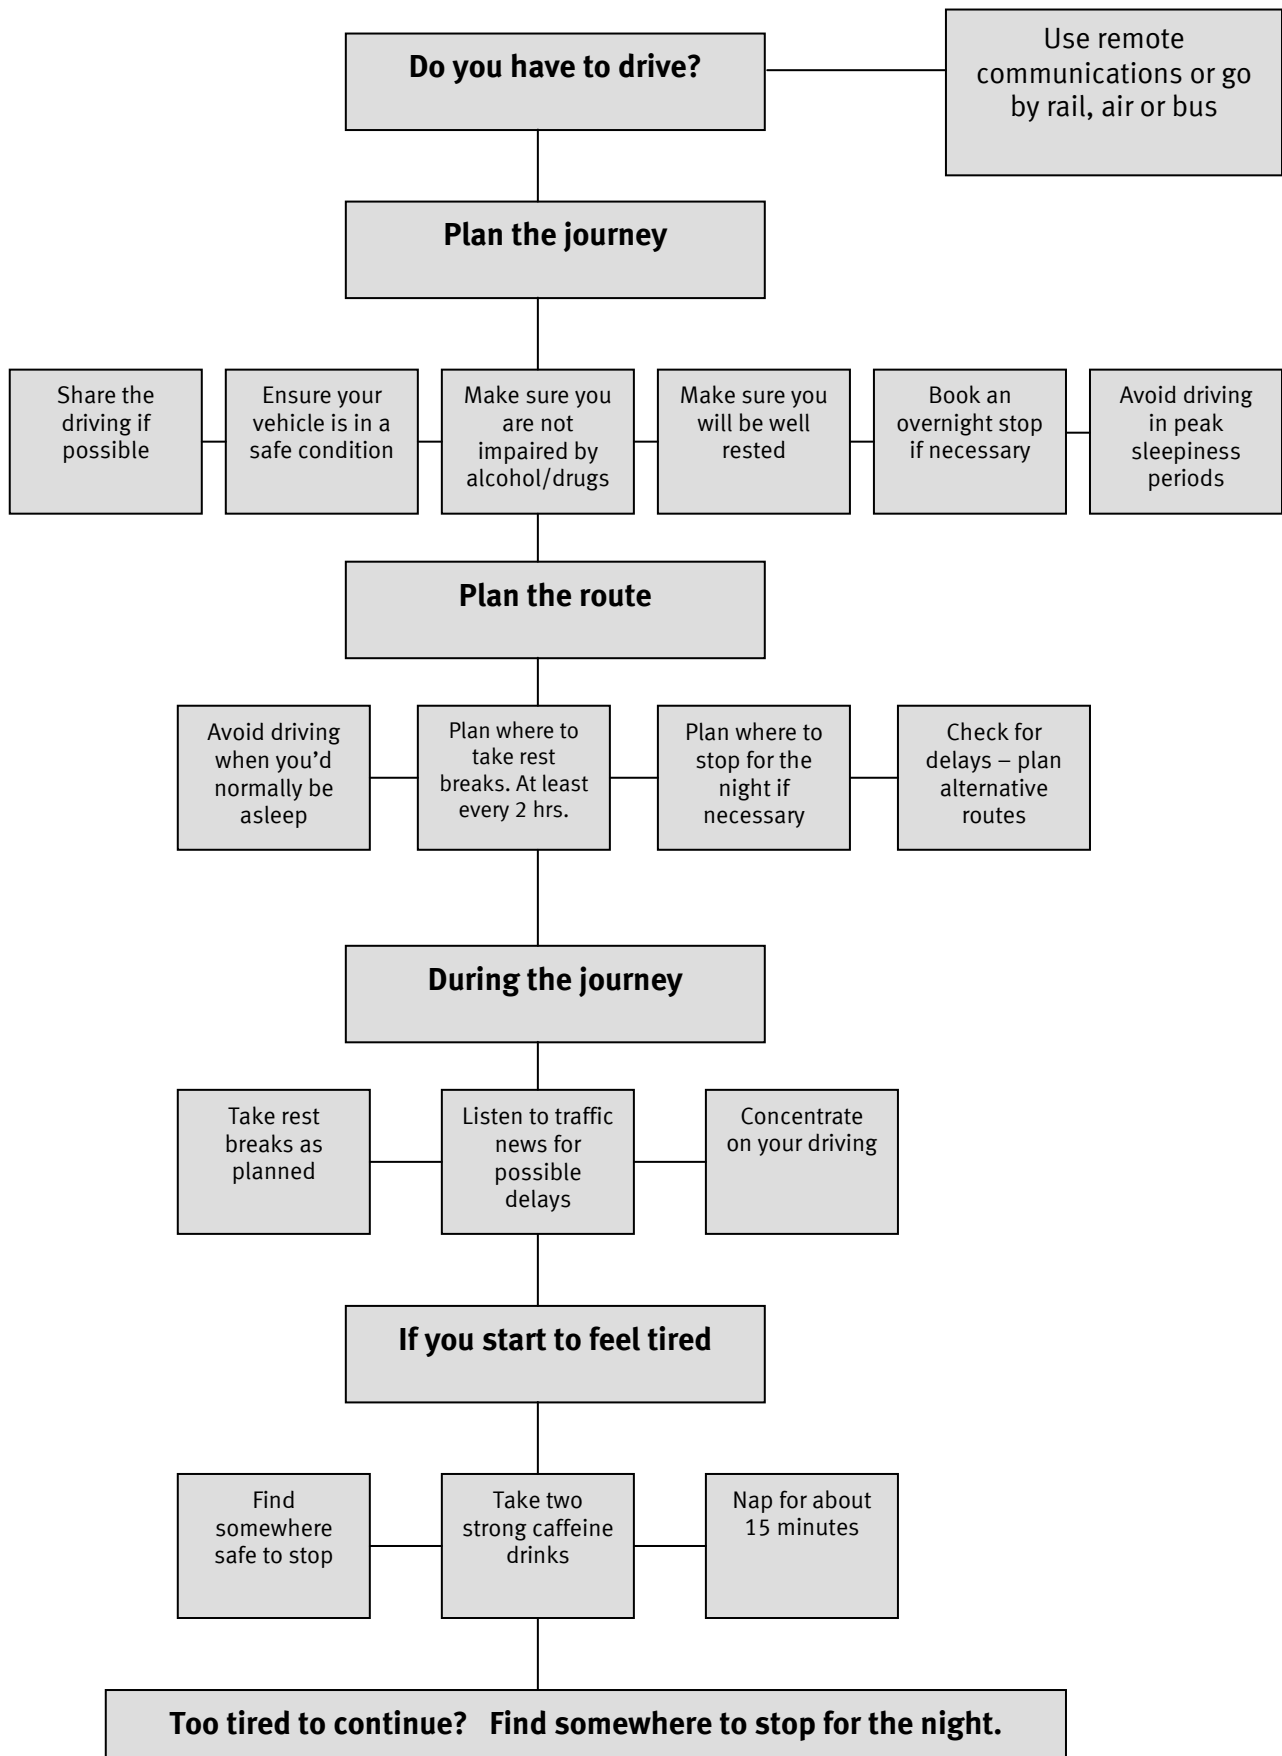 Do you have to drive?
Use remote
communications or go
by rail, air or bus
Plan the journey
Share the
driving if
possible
Ensure your
vehicle is in a
safe condition
Make sure you
are not
impaired by
alcohol/drugs
Make sure you
will be well
rested
Book an
overnight stop
if necessary
Avoid driving
in peak
sleepiness
periods
Plan the route
Avoid driving
when you’d
normally be
asleep
Plan where to
take rest
breaks. At least
every 2 hrs.
Plan where to
stop for the
night if
necessary
Check for
delays – plan
alternative
routes
During the journey
Take rest
breaks as
planned
Listen to traffic
news for
possible
delays
Concentrate
on your driving
If you start to feel tired
Find
somewhere
safe to stop
Take two
strong caffeine
drinks
Nap for about
15 minutes
Too tired to continue? Find somewhere to stop for the night.